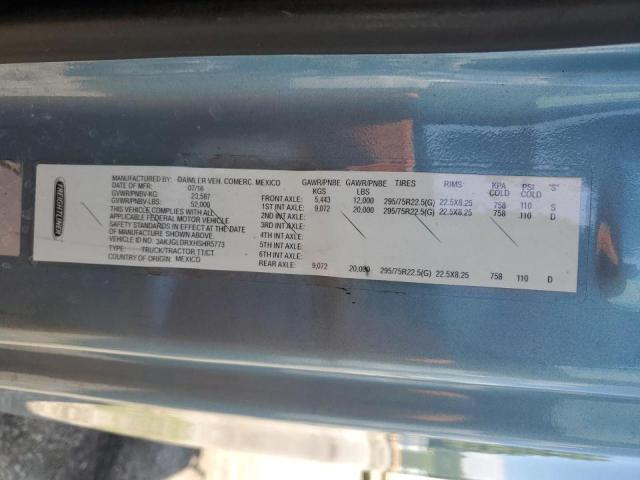 FREIGHTLINER
MANUFACTURED BY: DAIMLER VEH. COMERC. MEXICO
DATE OF MFR: 07/16
GVWR/PNBV-KG: 23,587
GVWR/PNBV-LBS: 52,000
THIS VEHICLE COMPLIES WITH ALL
APPLICABLE FEDERAL MOTOR VEHICLE
SAFETY STANDARDS IN EFFECT AT THE DATE
OF MANUFACTURE SHOWN ABOVE.
VEHICLE ID NO.: 3AKJGLDRXHSHR5773
TYPE: TRUCK/TRACTOR TT/CT
COUNTRY OF ORIGIN: MEXICO
GAWR/PNBE GAWR/PNBE TIRES RIMS KPA PSI 'S'
KGS LBS COLD COLD
FRONT AXLE: 5,443 12,000 295/75R22.5(G) 22.5X8.25 758 110 S
1ST INT AXLE: 9,072 20,000 295/75R22.5(G) 22.5X8.25 758 110 D
2ND INT AXLE:
3RD INT AXLE:
4TH INT AXLE:
5TH INT AXLE:
6TH INT AXLE:
REAR AXLE: 9,072 20,000 295/75R22.5(G) 22.5X8.25 758 110 D